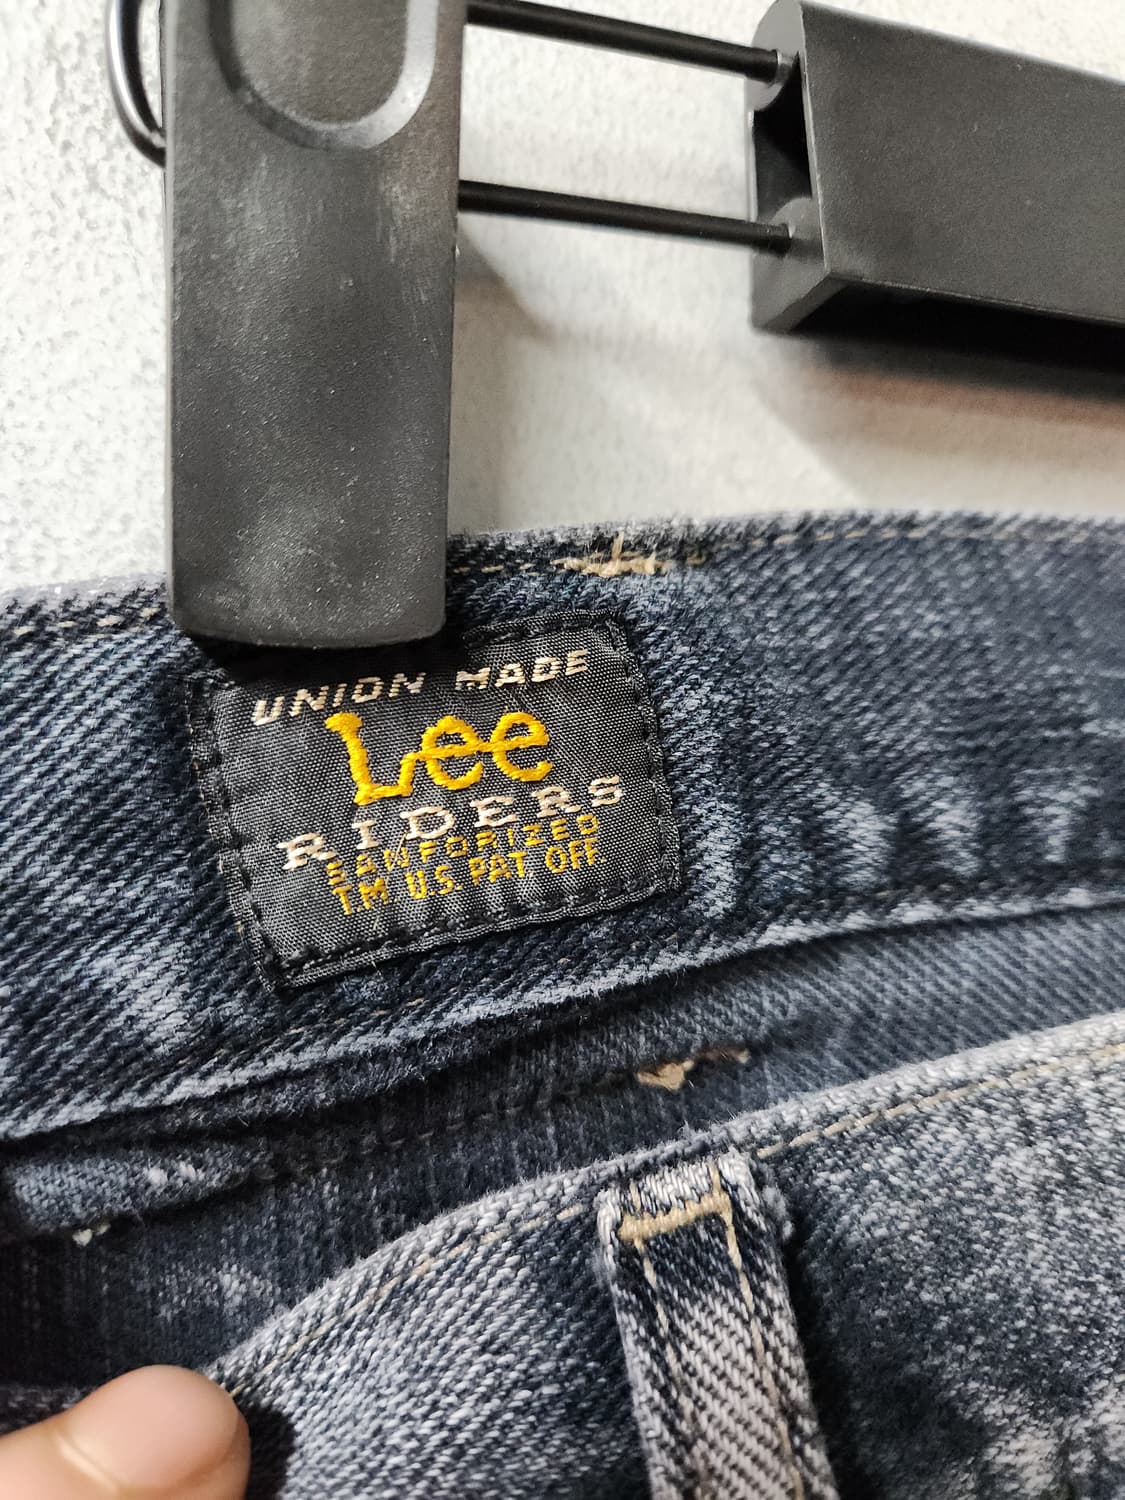 UNION MADE
Lee
RIDERS
SANFORIZED
T.M U.S. PAT OFF.